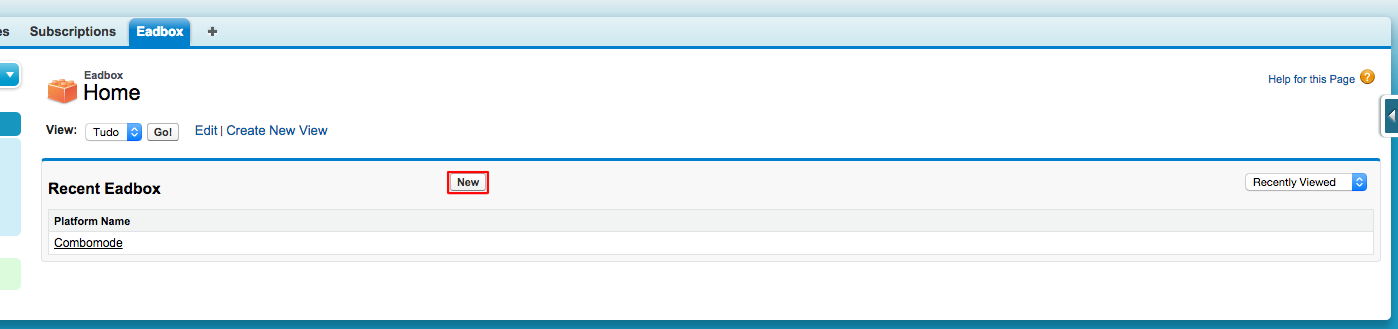 es Subscriptions Eadbox +
Eadbox
Home
Help for this Page ?
View: Tudo Go! Edit | Create New View
Recent Eadbox New Recently Viewed
Platform Name
Combomode